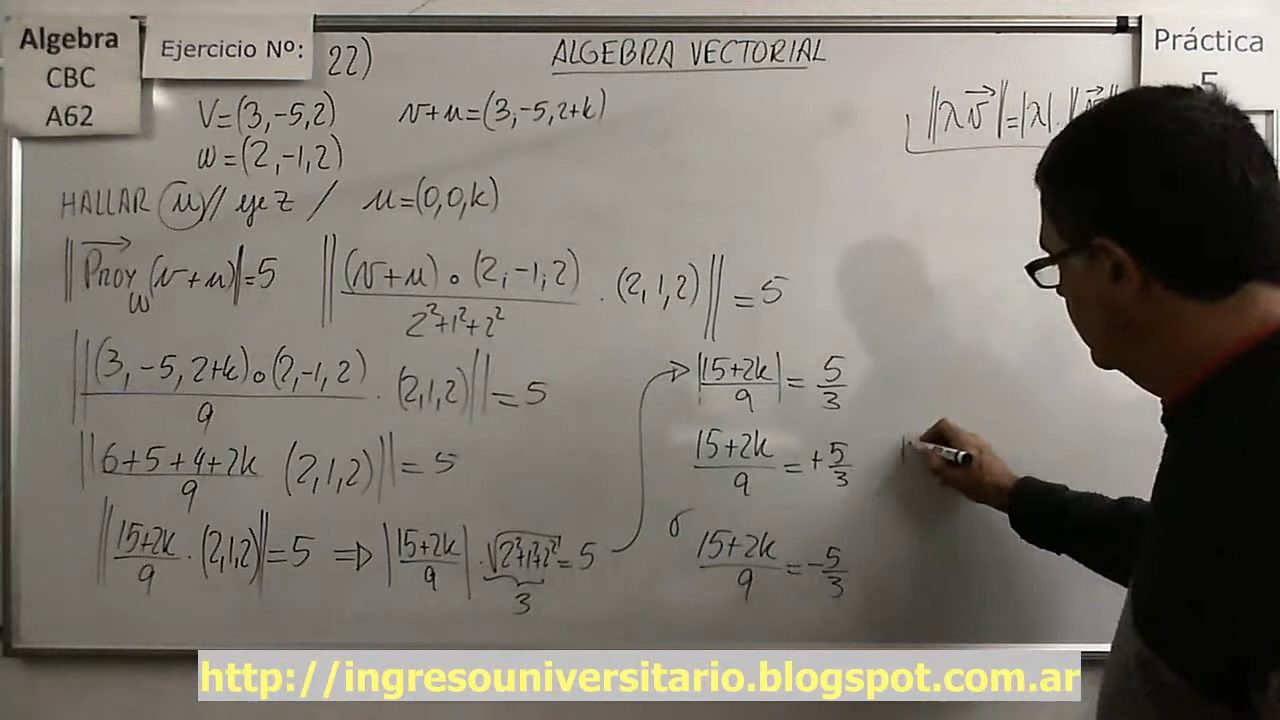 Algebra
CBC
A62
Ejercicio Nº:
22)
ALGEBRA VECTORIAL
Práctica
5
V=(3,-5,2)
v+u=(3,-5,2+k)
||λv||=|λ|.||v||
w=(2,-1,2)
HALLAR u // eje z / u=(0,0,k)
||Proy w (v+u)||=5
||(v+u)∘(2,-1,2) / 2²+1²+2² . (2,1,2)||=5
||(3,-5,2+k)∘(2,-1,2) / 9 . (2,1,2)||=5
||6+5+4+2k / 9 (2,1,2)||=5
||15+2k / 9 . (2,1,2)||=5 ⇒ |15+2k / 9| . √2²+1²+2² = 5
3
|15+2k / 9| = 5/3
15+2k / 9 = +5/3
ó
15+2k / 9 = -5/3
http://ingresouniversitario.blogspot.com.ar